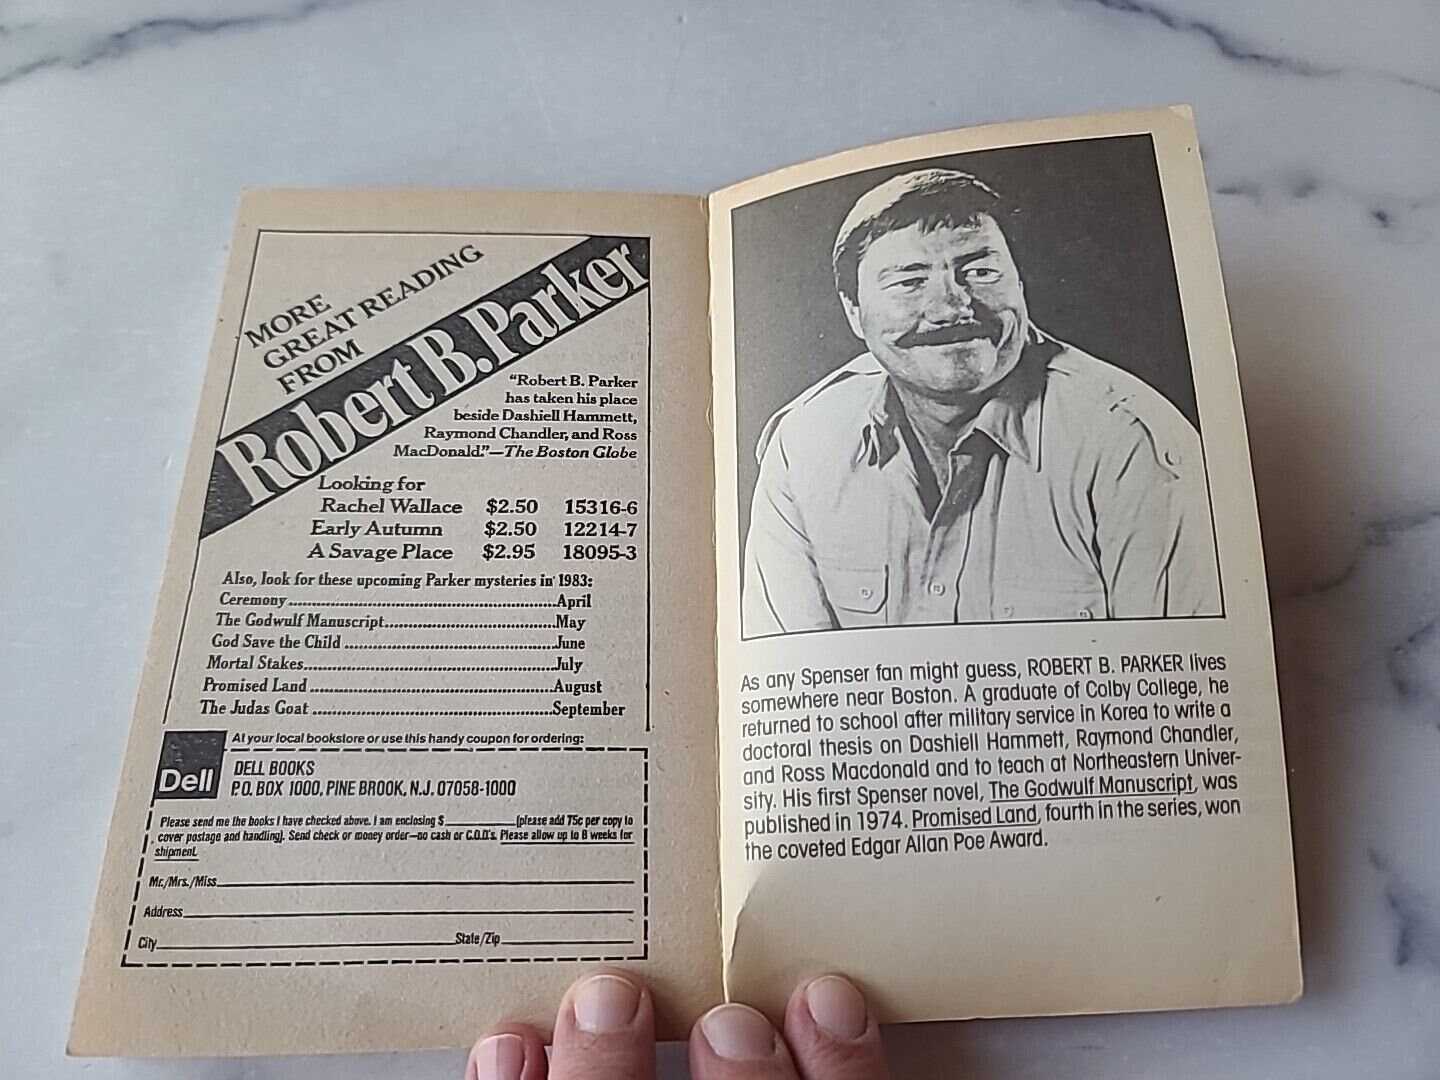 MORE
GREAT READING
FROM
Robert B. Parker
"Robert B. Parker
has taken his place
beside Dashiell Hammett,
Raymond Chandler, and Ross
MacDonald."—The Boston Globe
Looking for
Rachel Wallace $2.50 15316-6
Early Autumn $2.50 12214-7
A Savage Place $2.95 18095-3
Also, look for these upcoming Parker mysteries in 1983:
Ceremony..........April
The Godwulf Manuscript..........May
God Save the Child..........June
Mortal Stakes..........July
Promised Land..........August
The Judas Goat..........September
At your local bookstore or use this handy coupon for ordering:
Dell
DELL BOOKS
P.O. BOX 1000, PINE BROOK, N.J. 07058-1000
Please send me the books I have checked above. I am enclosing $__________ (please add 75c per copy to
cover postage and handling). Send check or money order—no cash or C.O.D.'s. Please allow up to 8 weeks for
shipment.
Mr./Mrs./Miss__________
Address__________
City__________State/Zip__________
As any Spenser fan might guess, ROBERT B. PARKER lives
somewhere near Boston. A graduate of Colby College, he
returned to school after military service in Korea to write a
doctoral thesis on Dashiell Hammett, Raymond Chandler,
and Ross Macdonald and to teach at Northeastern Univer-
sity. His first Spenser novel, The Godwulf Manuscript, was
published in 1974. Promised Land, fourth in the series, won
the coveted Edgar Allan Poe Award.